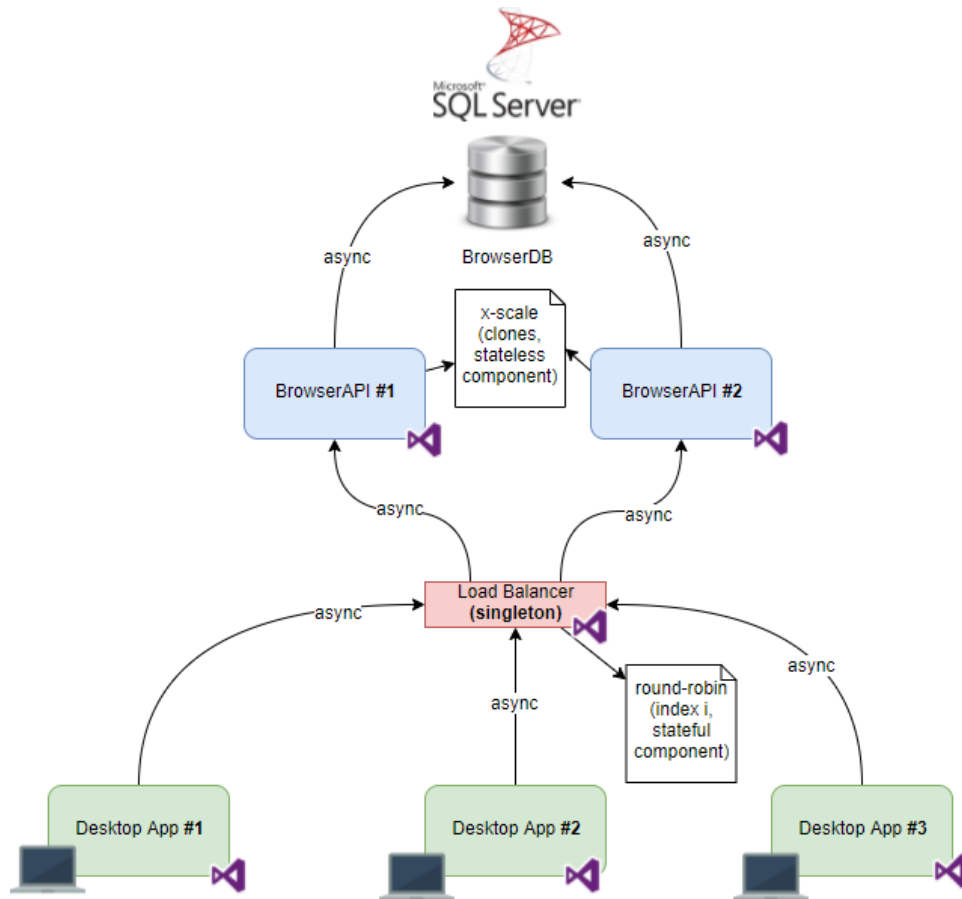 Microsoft®
SQL Server
BrowserDB
async
async
x-scale
(clones,
stateless
component)
BrowserAPI #1
BrowserAPI #2
async
async
Load Balancer
(singleton)
async
async
async
round-robin
(index i,
stateful
component)
Desktop App #1
Desktop App #2
Desktop App #3